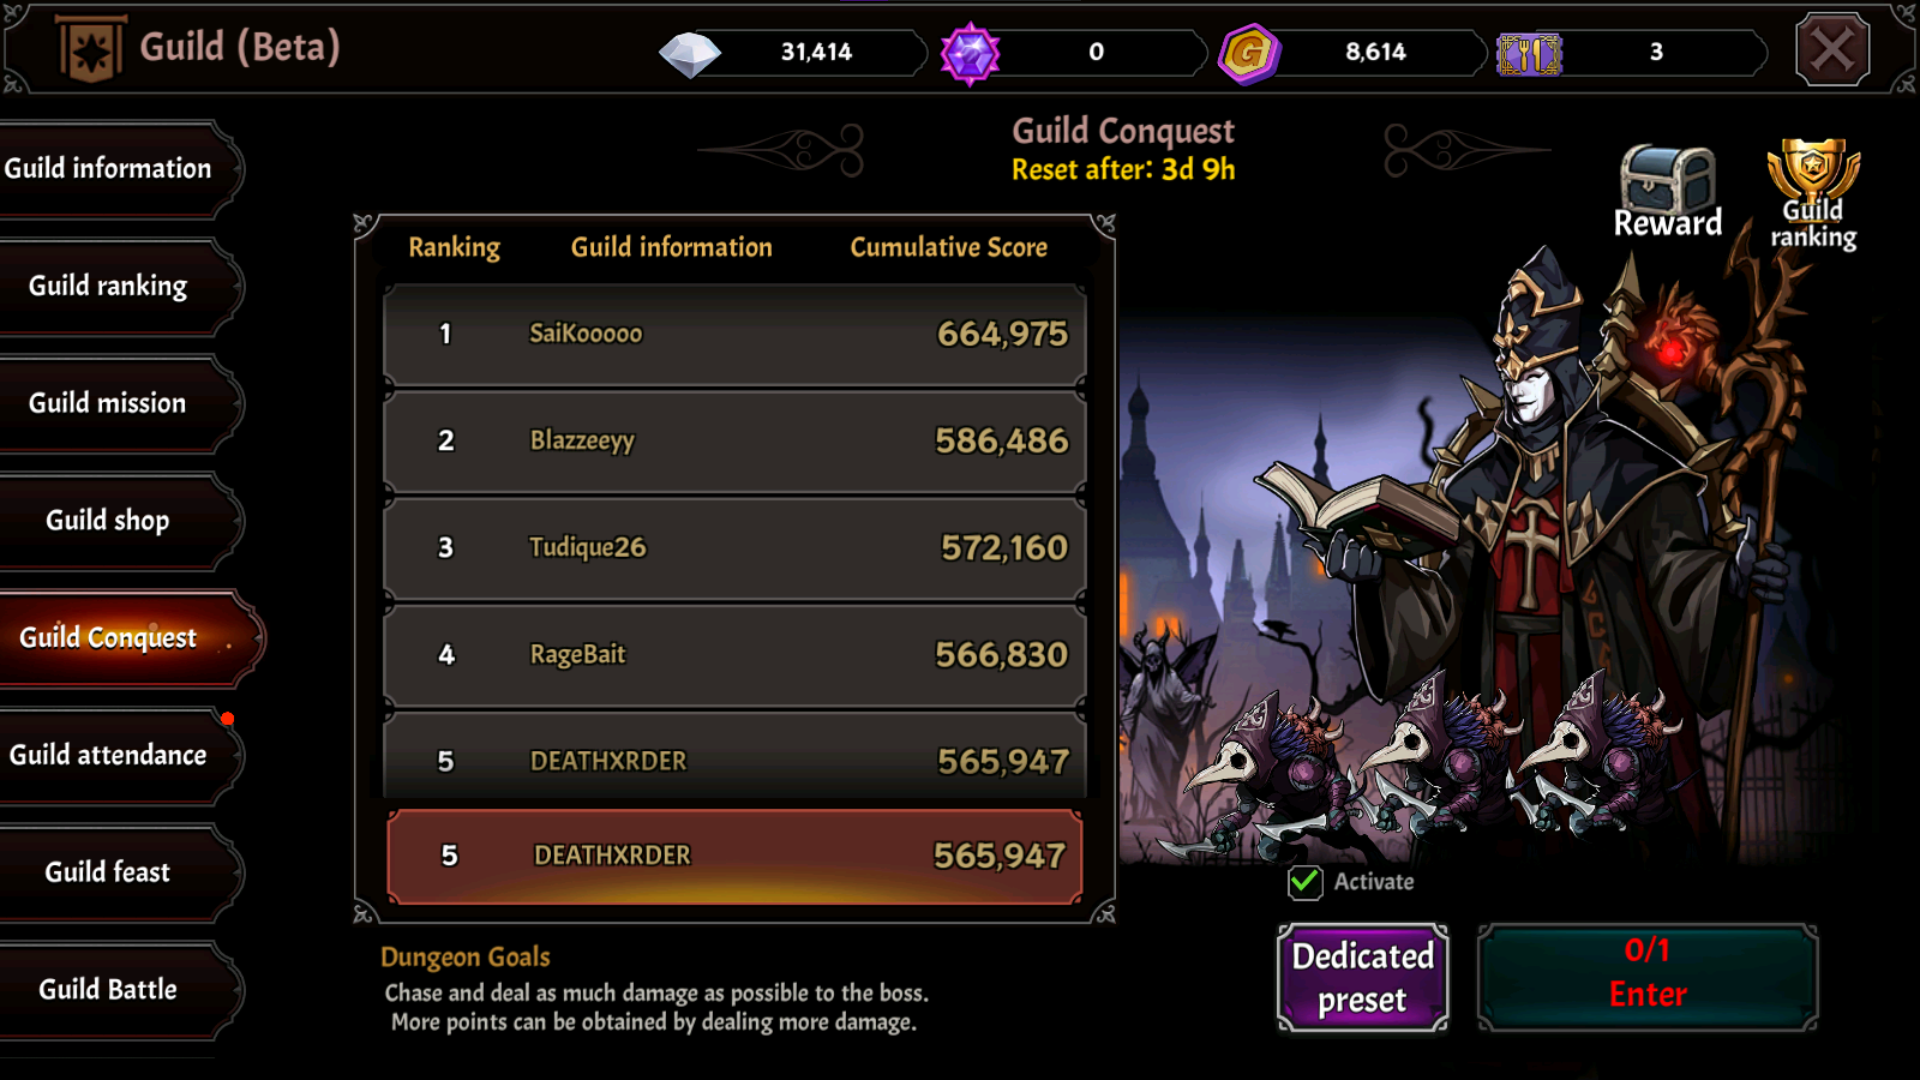 Guild (Beta)
31,414
0
8,614
3
Guild information
Guild ranking
Guild mission
Guild shop
Guild Conquest
Guild attendance
Guild feast
Guild Battle
Guild Conquest
Reset after: 3d 9h
Reward
Guild
ranking
Ranking Guild information Cumulative Score
1 SaiKooooo 664,975
2 Blazzeeyy 586,486
3 Tudique26 572,160
4 RageBait 566,830
5 DEATHXRDER 565,947
5 DEATHXRDER 565,947
Dungeon Goals
Chase and deal as much damage as possible to the boss.
More points can be obtained by dealing more damage.
Activate
Dedicated
preset
0/1
Enter